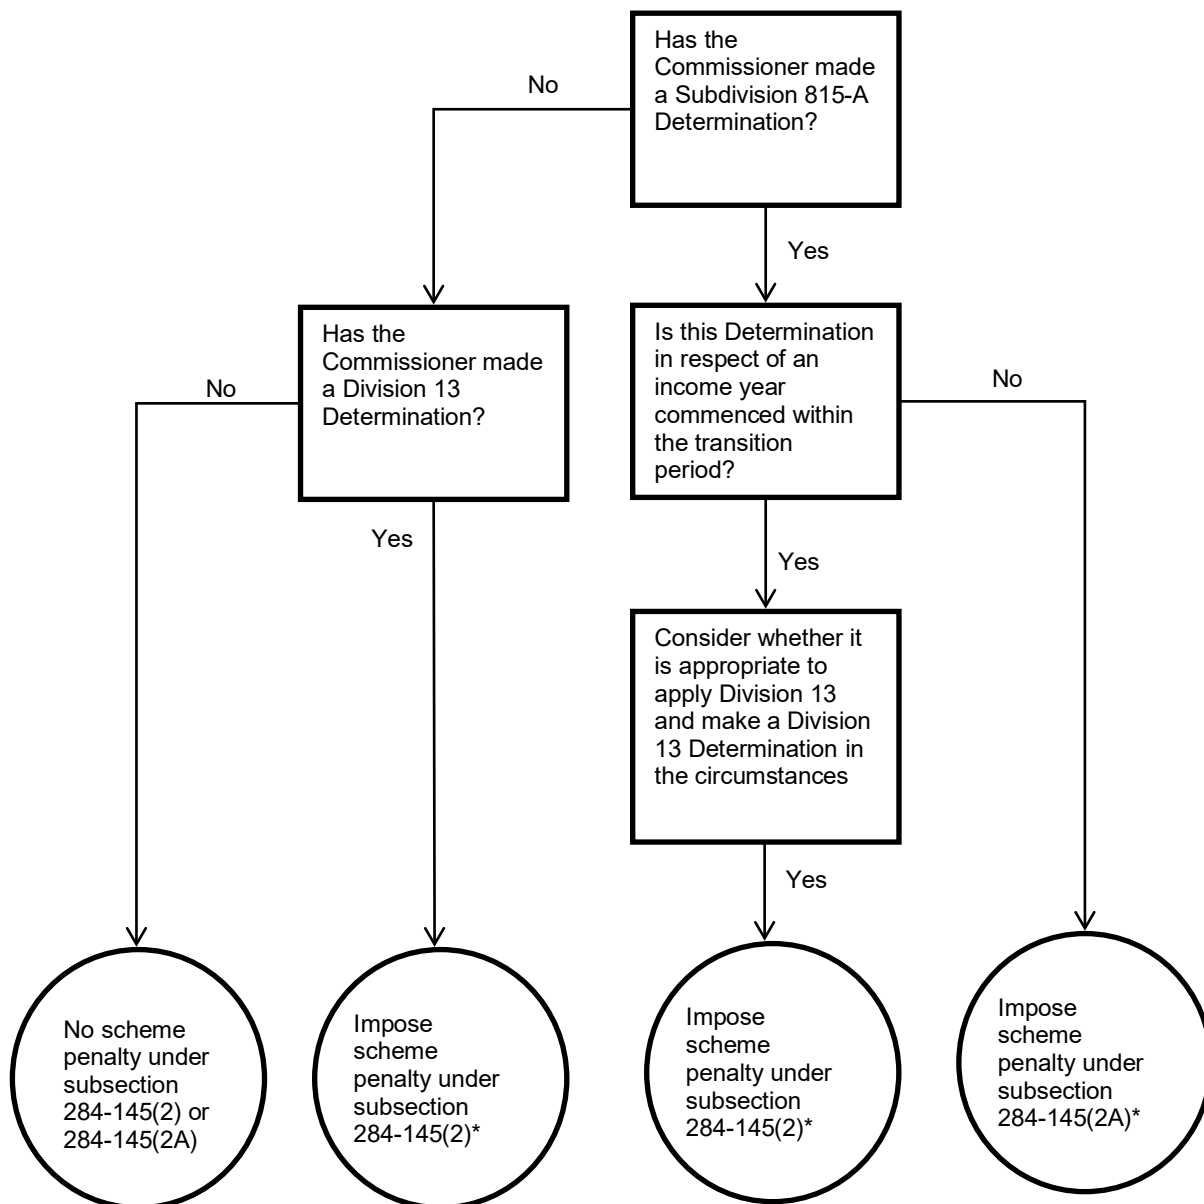 Has the
Commissioner made
a Subdivision 815-A
Determination?
No
Yes
Has the
Commissioner made
a Division 13
Determination?
Is this Determination
in respect of an
income year
commenced within
the transition
period?
No
No
Yes
Yes
Consider whether it
is appropriate to
apply Division 13
and make a Division
13 Determination in
the circumstances
Yes
No scheme
penalty under
subsection
284-145(2) or
284-145(2A)
Impose
scheme
penalty under
subsection
284-145(2)*
Impose
scheme
penalty under
subsection
284-145(2)*
Impose
scheme
penalty under
subsection
284-145(2A)*